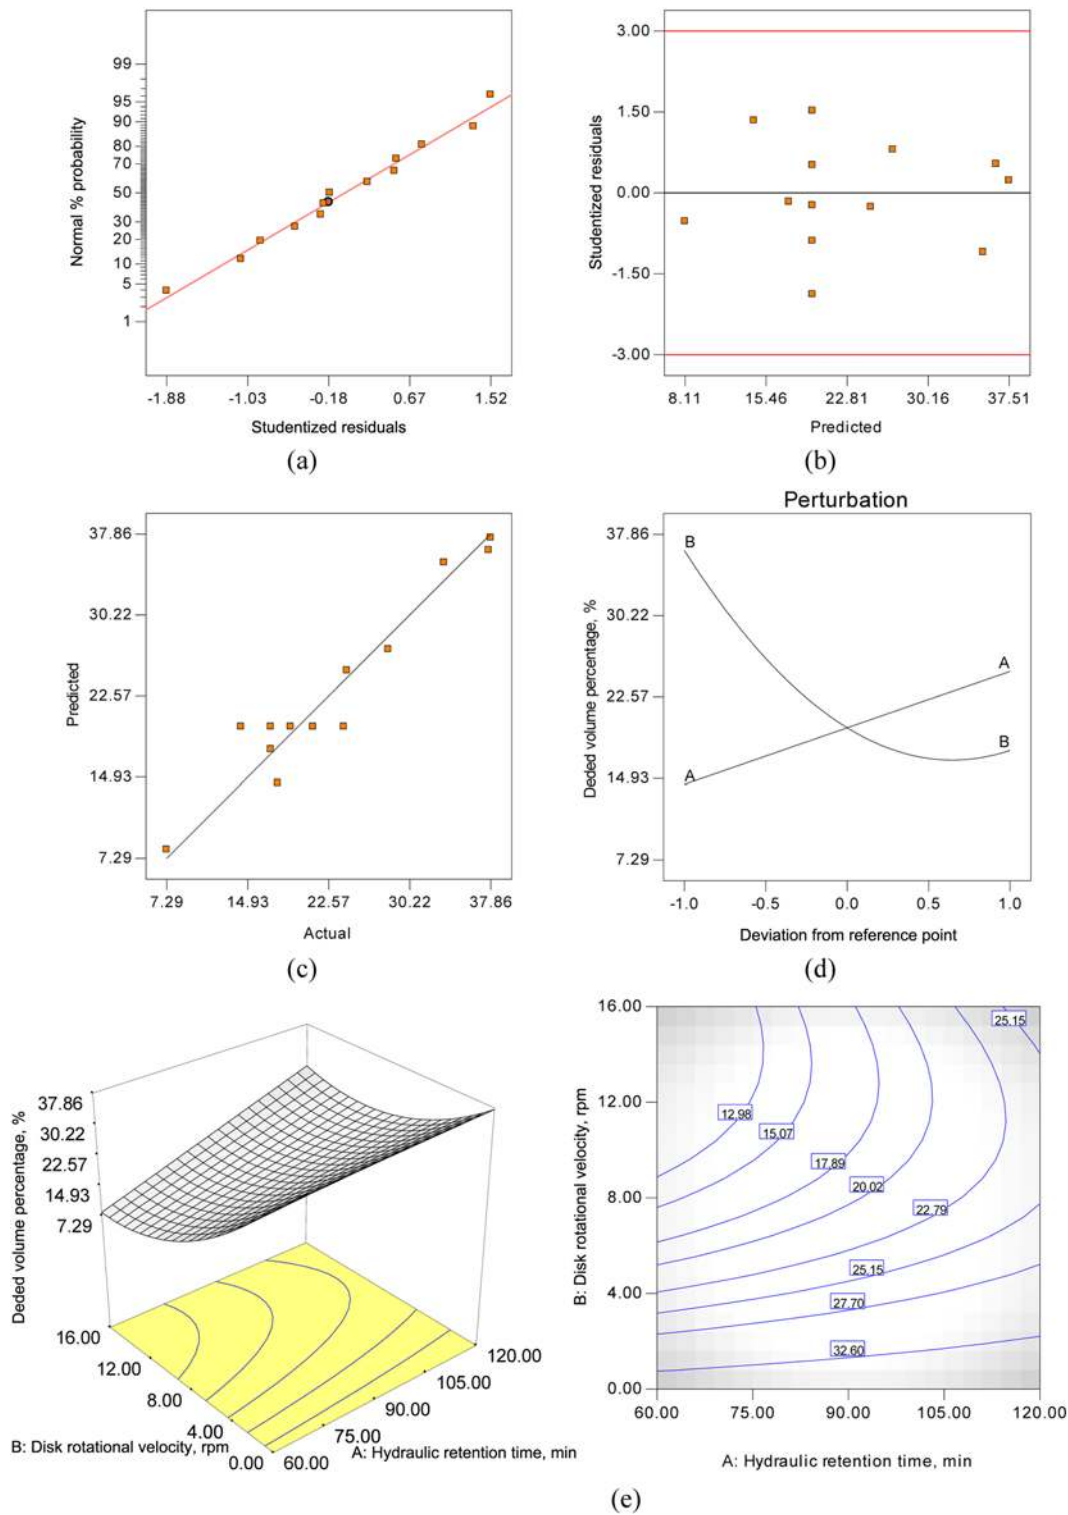 99
95
90
80
70
50
30
20
10
5
1
Normal % probability
-1.88 -1.03 -0.18 0.67 1.52
Studentized residuals
(a)
3.00
1.50
0.00
-1.50
-3.00
Studentized residuals
8.11 15.46 22.81 30.16 37.51
Predicted
(b)
37.86
30.22
22.57
14.93
7.29
Predicted
7.29 14.93 22.57 30.22 37.86
Actual
(c)
Perturbation
37.86
30.22
22.57
14.93
7.29
Deded volume percentage, %
B
A
A
B
-1.0 -0.5 0.0 0.5 1.0
Deviation from reference point
(d)
37.86
30.22
22.57
14.93
7.29
Deded volume percentage, %
16.00
12.00
8.00
4.00
0.00
B: Disk rotational velocity, rpm
120.00
105.00
90.00
75.00
60.00
A: Hydraulic retention time, min
16.00
12.00
8.00
4.00
0.00
B: Disk rotational velocity, rpm
25.15
12.98
15.07
17.89
20.02
22.79
25.15
27.70
32.60
60.00 75.00 90.00 105.00 120.00
A: Hydraulic retention time, min
(e)